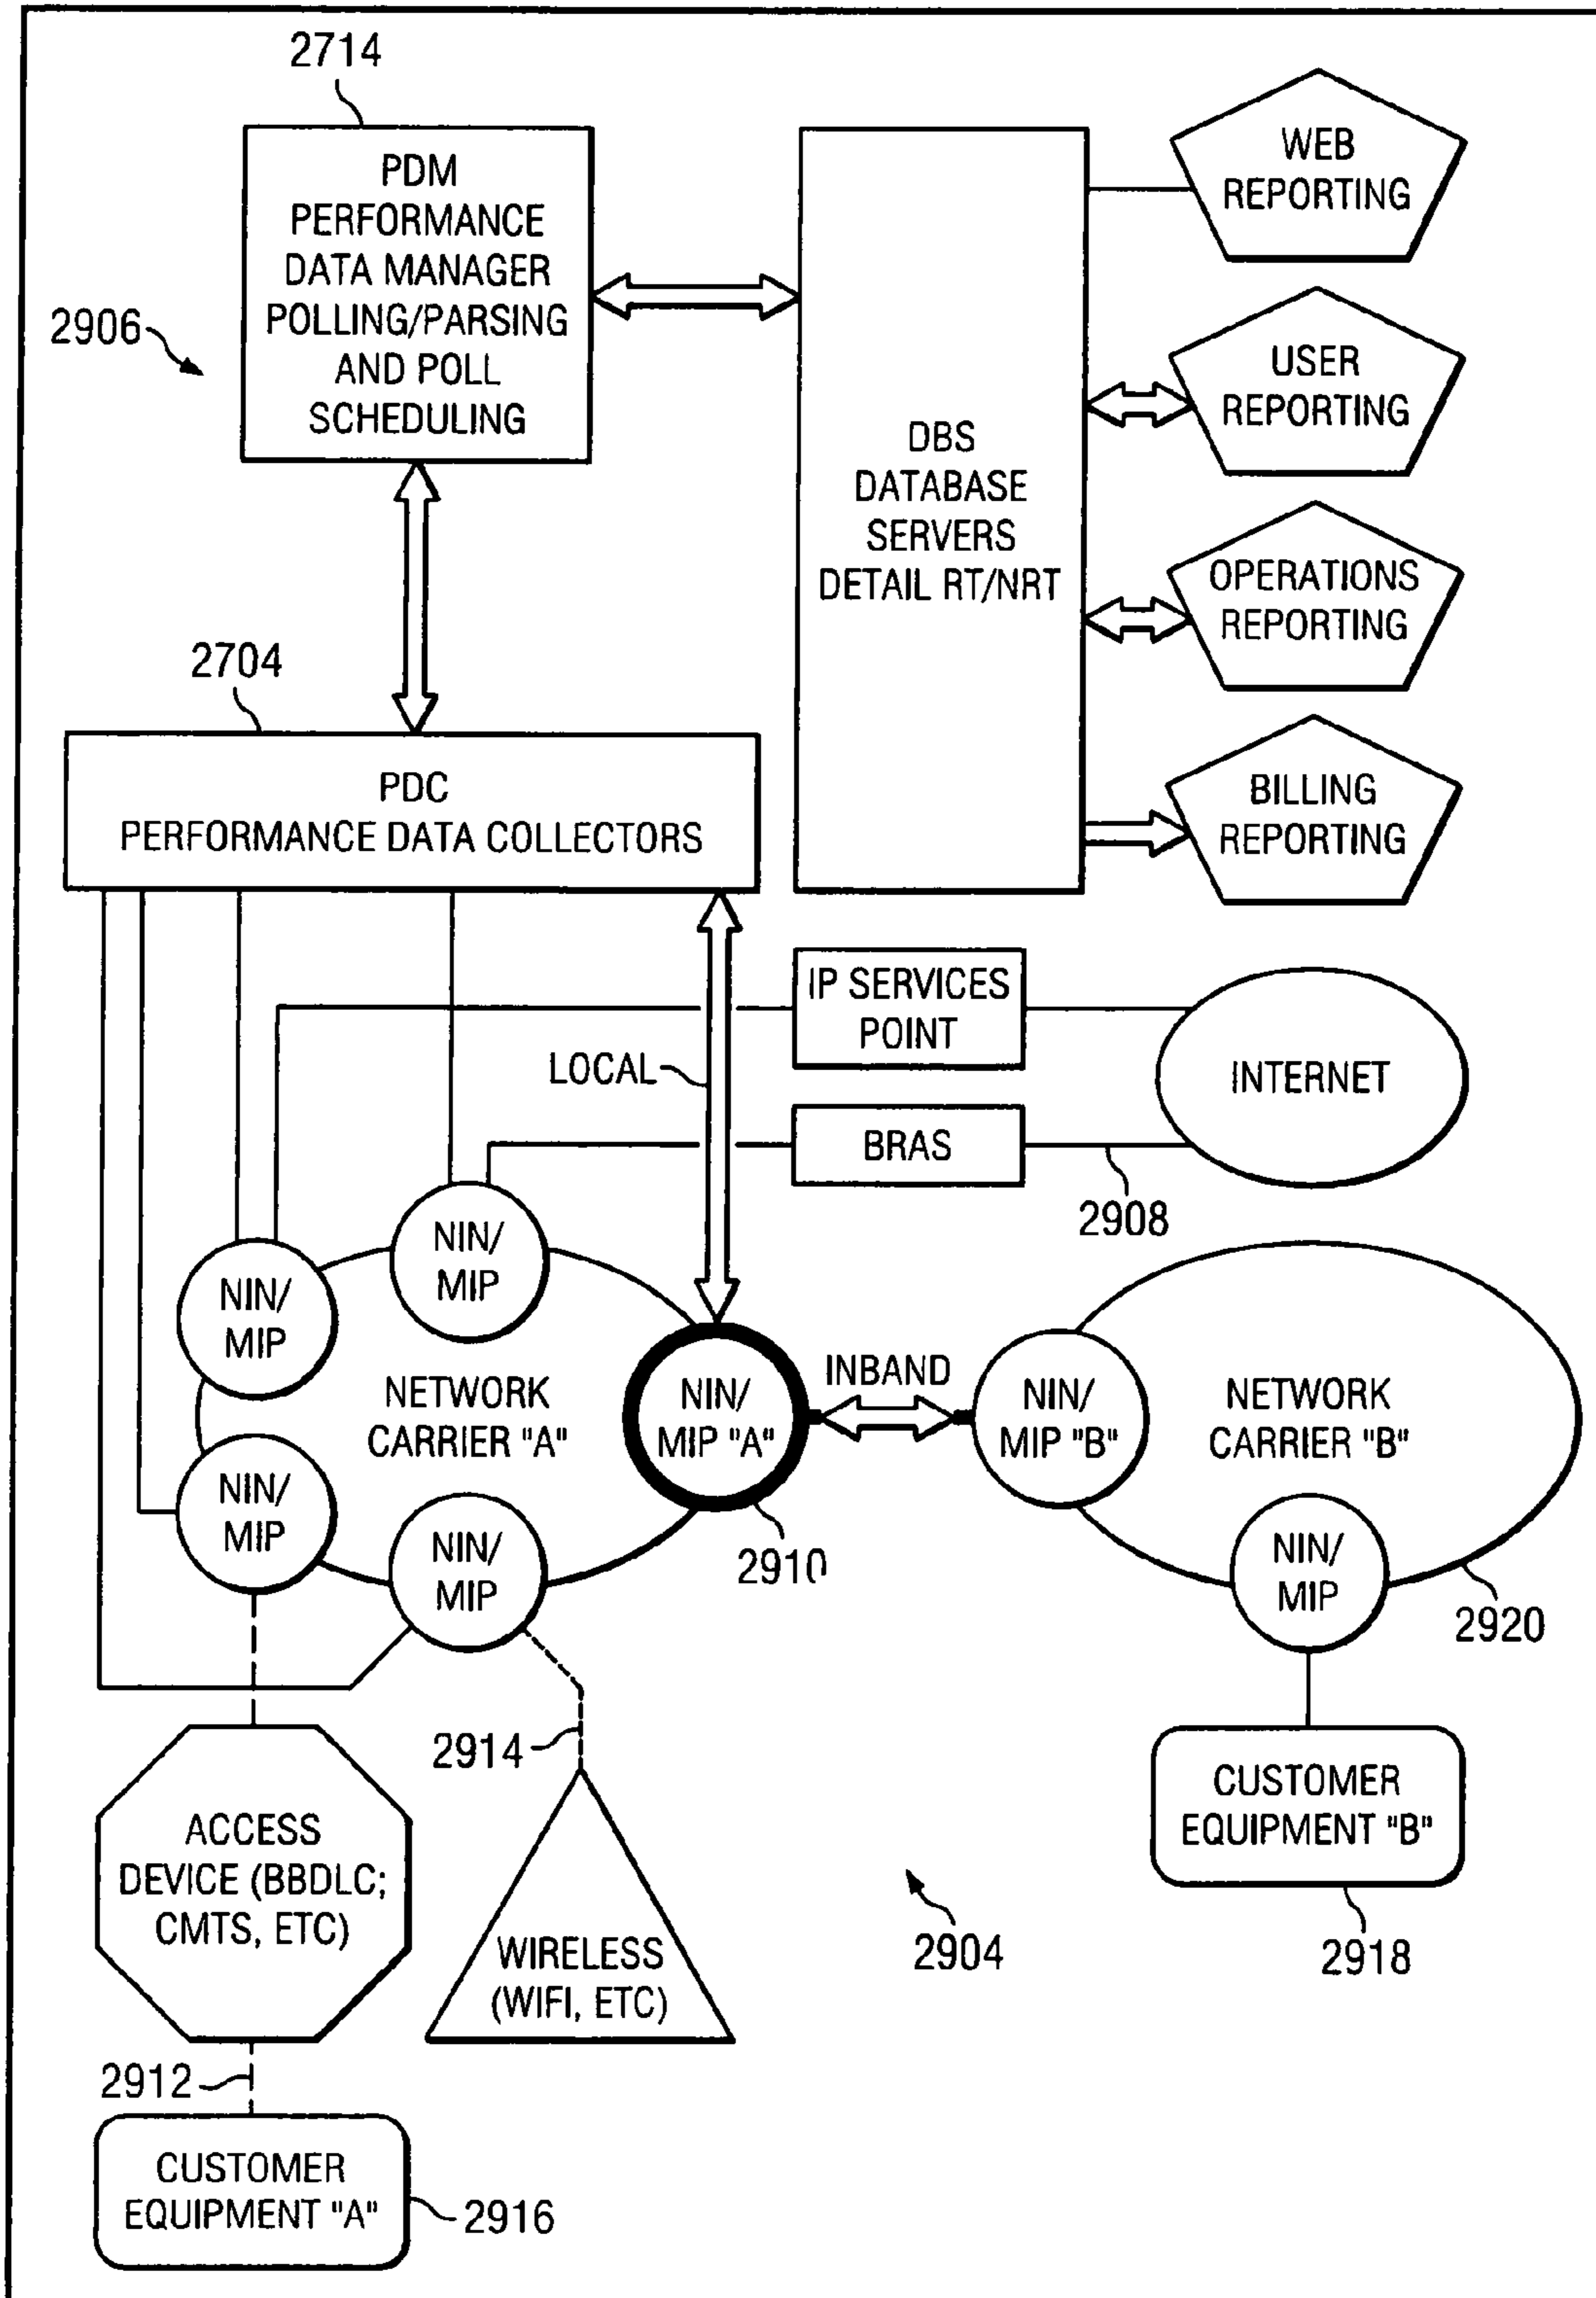 2714
PDM
PERFORMANCE
DATA MANAGER
POLLING/PARSING
AND POLL
SCHEDULING
2906
DBS
DATABASE
SERVERS
DETAIL RT/NRT
WEB
REPORTING
USER
REPORTING
OPERATIONS
REPORTING
BILLING
REPORTING
2704
PDC
PERFORMANCE DATA COLLECTORS
IP SERVICES
POINT
LOCAL
INTERNET
BRAS
2908
NIN/
MIP
NIN/
MIP
NETWORK
CARRIER "A"
NIN/
MIP "A"
INBAND
NIN/
MIP "B"
NETWORK
CARRIER "B"
NIN/
MIP
NIN/
MIP
2910
NIN/
MIP
2920
2914
ACCESS
DEVICE (BBDLC;
CMTS, ETC)
WIRELESS
(WIFI, ETC)
CUSTOMER
EQUIPMENT "B"
2904
2918
2912
CUSTOMER
EQUIPMENT "A"
2916